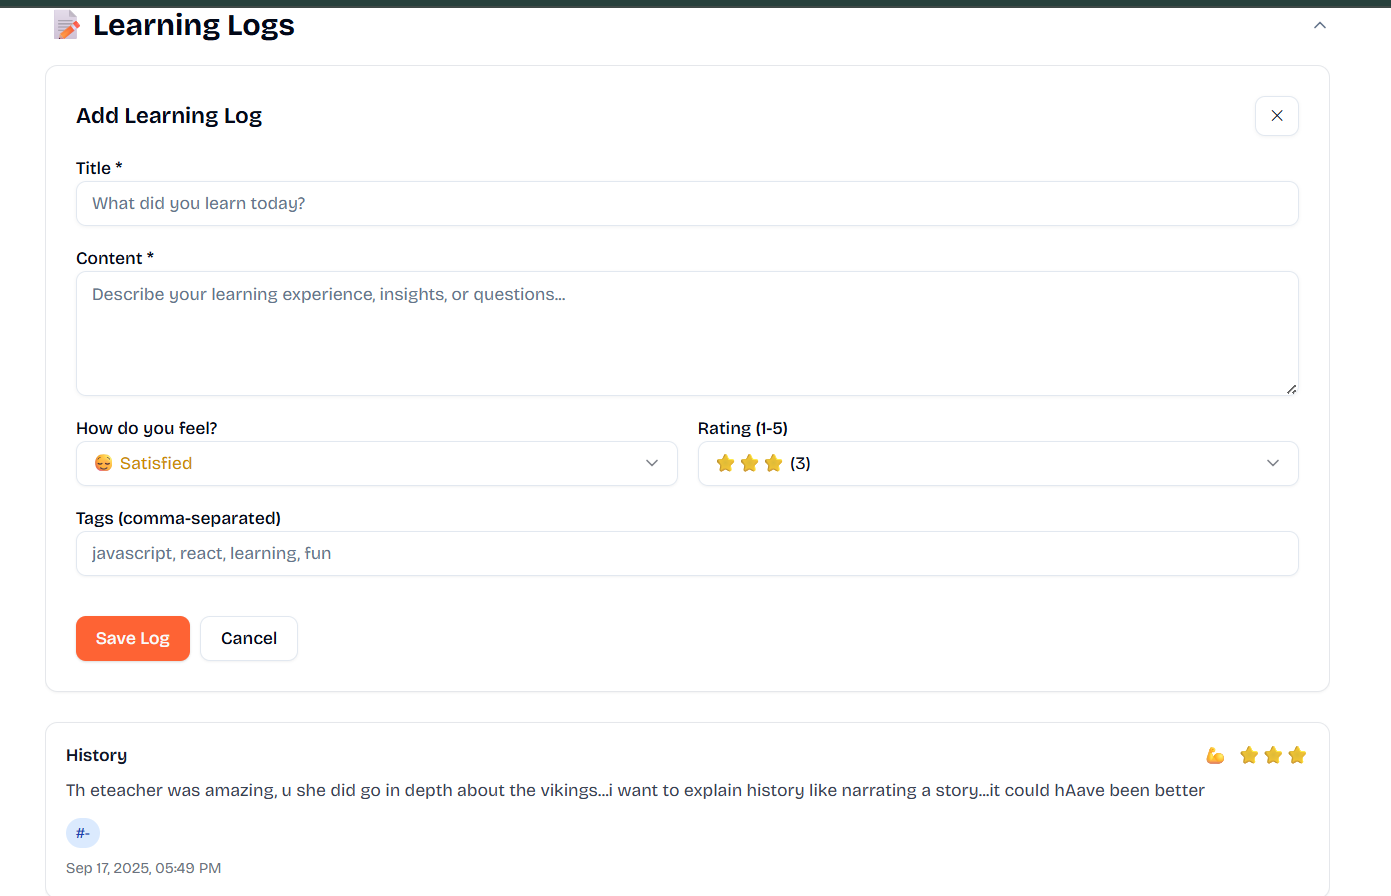 Learning Logs
Add Learning Log
Title *
What did you learn today?
Content *
Describe your learning experience, insights, or questions...
How do you feel?
Satisfied
Rating (1-5)
(3)
Tags (comma-separated)
javascript, react, learning, fun
Save Log
Cancel
History
Th eteacher was amazing, u she did go in depth about the vikings...i want to explain history like narrating a story...it could hAave been better
#-
Sep 17, 2025, 05:49 PM